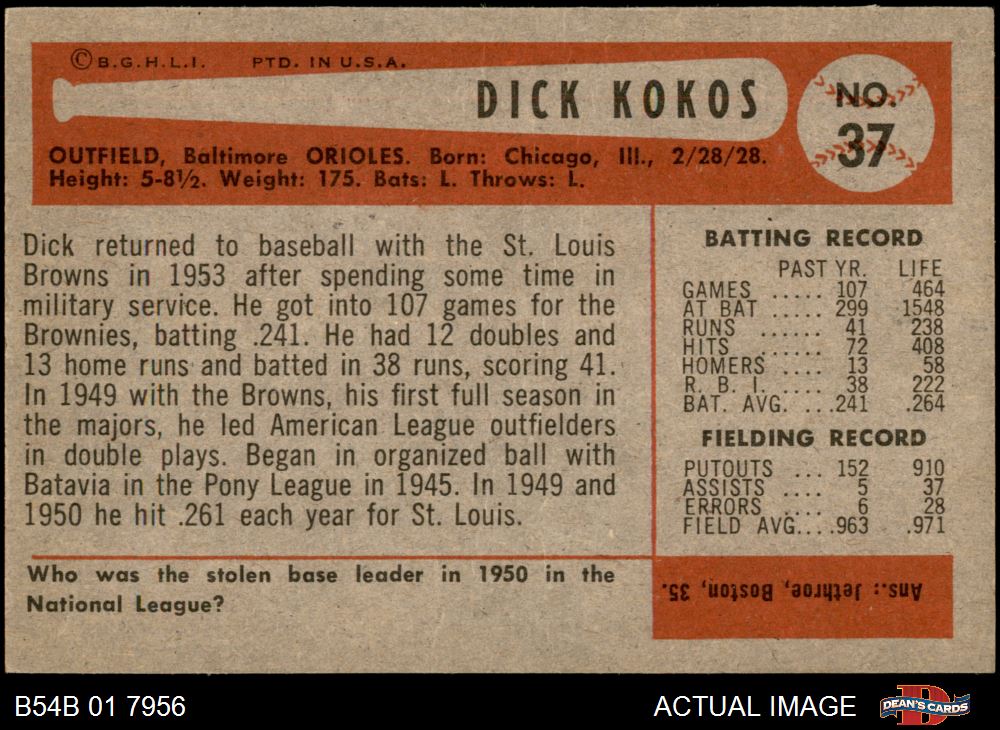 © B.G.H.L.I. PTD. IN U.S.A.
DICK KOKOS
NO.
37
OUTFIELD, Baltimore ORIOLES. Born: Chicago, Ill., 2/28/28.
Height: 5-8½. Weight: 175. Bats: L. Throws: L.
Dick returned to baseball with the St. Louis
Browns in 1953 after spending some time in
military service. He got into 107 games for the
Brownies, batting .241. He had 12 doubles and
13 home runs and batted in 38 runs, scoring 41.
In 1949 with the Browns, his first full season in
the majors, he led American League outfielders
in double plays. Began in organized ball with
Batavia in the Pony League in 1945. In 1949 and
1950 he hit .261 each year for St. Louis.
BATTING RECORD
PAST YR. LIFE
GAMES ..... 107 464
AT BAT ..... 299 1548
RUNS ...... 41 238
HITS ...... 72 408
HOMERS .... 13 58
R. B. I. .... 38 222
BAT. AVG. ...241 .264
FIELDING RECORD
PUTOUTS ... 152 910
ASSISTS .... 5 37
ERRORS .... 6 28
FIELD AVG....963 .971
Who was the stolen base leader in 1950 in the
National League?
Ans.: Jethroe, Boston, 35.
B54B 01 7956
ACTUAL IMAGE
D
DEAN'S CARDS